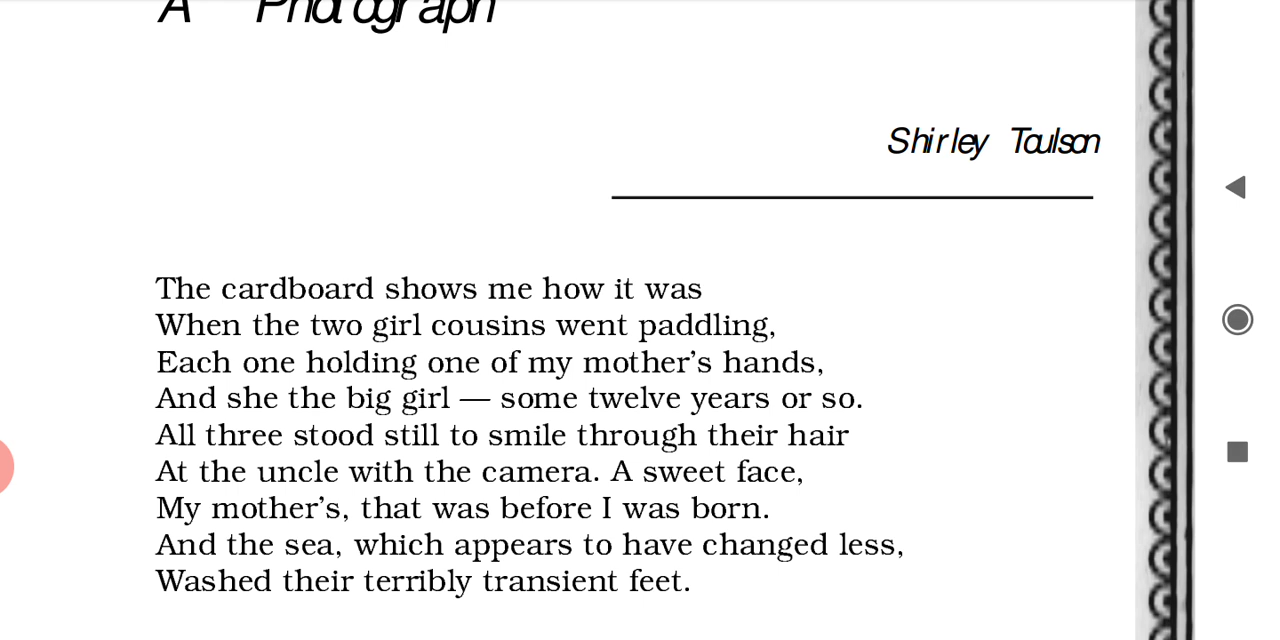 A Photograph
Shirley Toulson
The cardboard shows me how it was
When the two girl cousins went paddling,
Each one holding one of my mother’s hands,
And she the big girl — some twelve years or so.
All three stood still to smile through their hair
At the uncle with the camera. A sweet face,
My mother’s, that was before I was born.
And the sea, which appears to have changed less,
Washed their terribly transient feet.